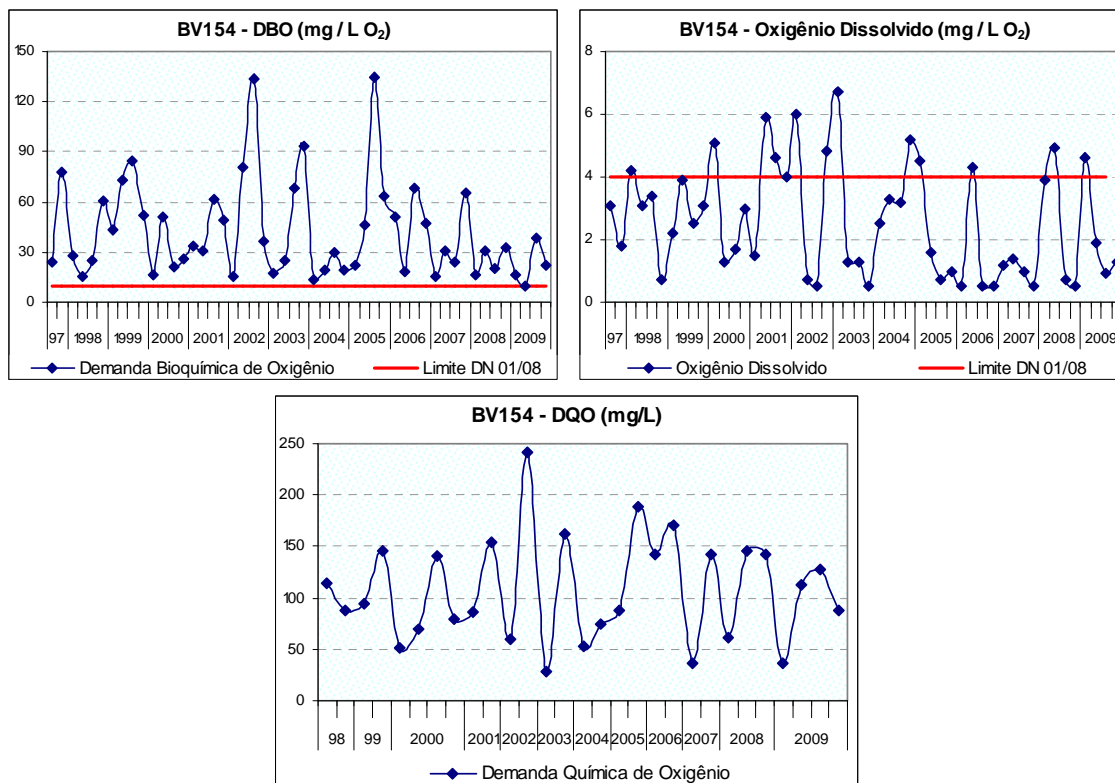 BV154 - DBO (mg / L O₂)
150
120
90
60
30
0
97 1998 1999 2000 2001 2002 2003 2004 2005 2006 2007 2008 2009
Demanda Bioquímica de Oxigênio Limite DN 01/08
BV154 - Oxigênio Dissolvido (mg / L O₂)
8
6
4
2
0
97 1998 1999 2000 2001 2002 2003 2004 2005 2006 2007 2008 2009
Oxigênio Dissolvido Limite DN 01/08
BV154 - DQO (mg/L)
250
200
150
100
50
0
98 99 2000 2001 2002 2003 2004 2005 2006 2007 2008 2009
Demanda Química de Oxigênio